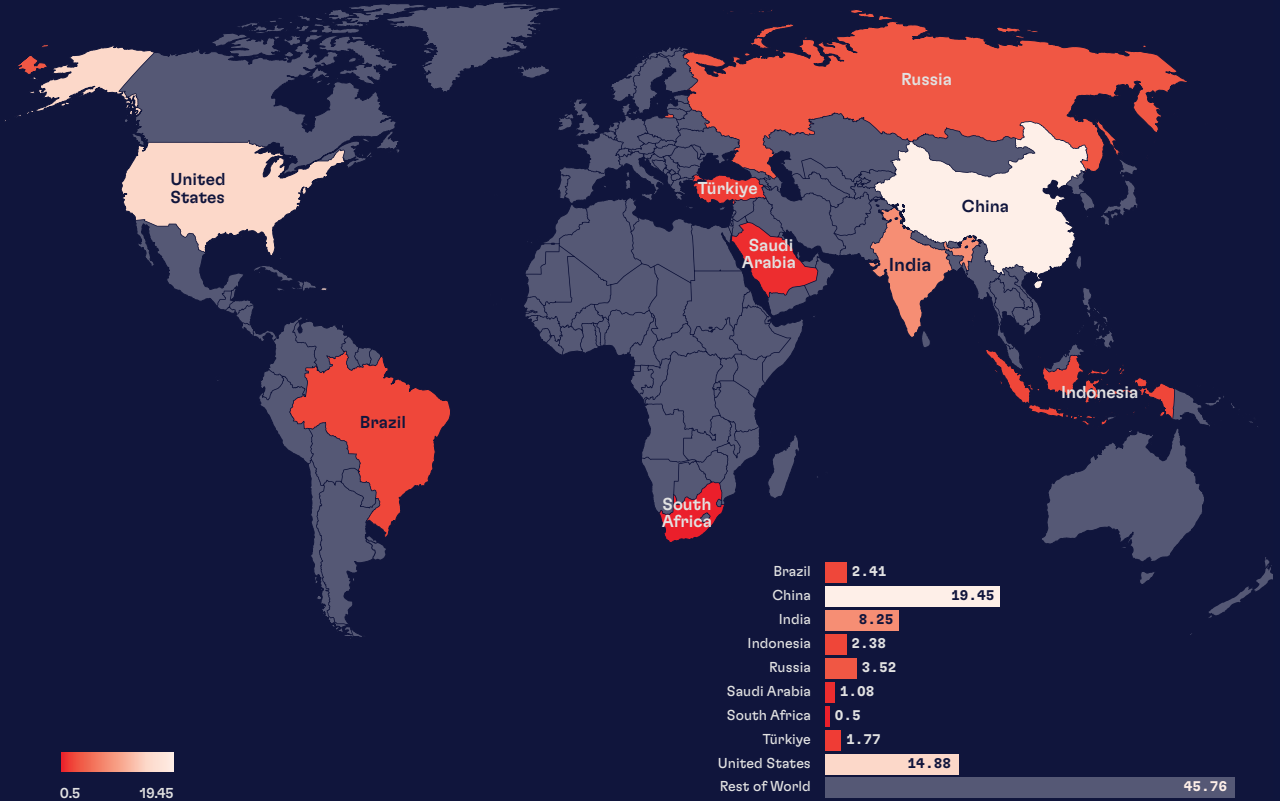 Russia
United
States
Türkiye
China
Saudi
Arabia
India
Indonesia
Brazil
South
Africa
Brazil 2.41
China 19.45
India 8.25
Indonesia 2.38
Russia 3.52
Saudi Arabia 1.08
South Africa 0.5
Türkiye 1.77
United States 14.88
Rest of World 45.76
0.5 19.45